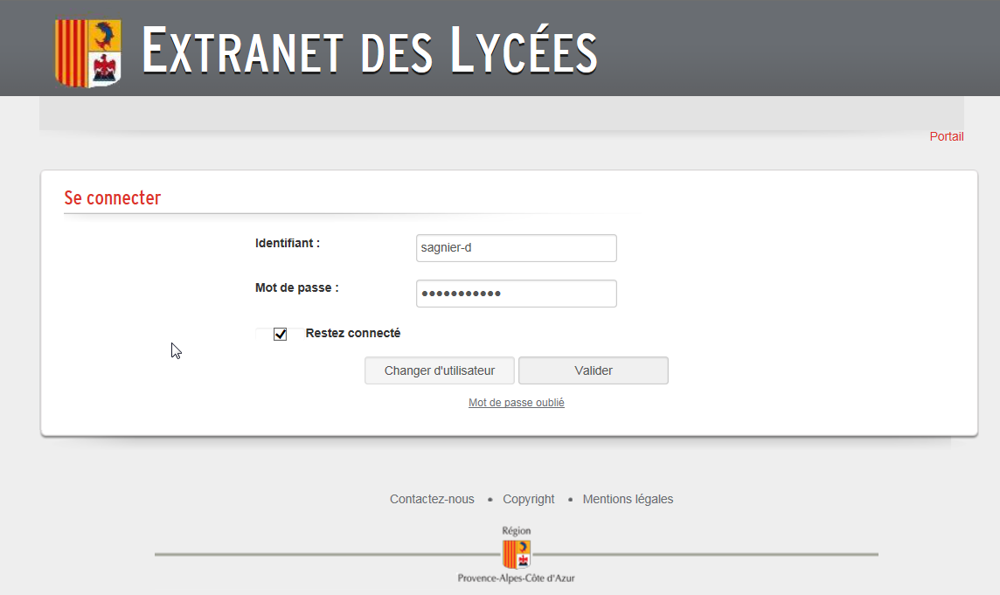 EXTRANET DES LYCÉES
Portail
Se connecter
Identifiant :
sagnier-d
Mot de passe :
•••••••••••
Restez connecté
Changer d'utilisateur
Valider
Mot de passe oublié
Contactez-nous • Copyright • Mentions légales
Région
Provence-Alpes-Côte d'Azur